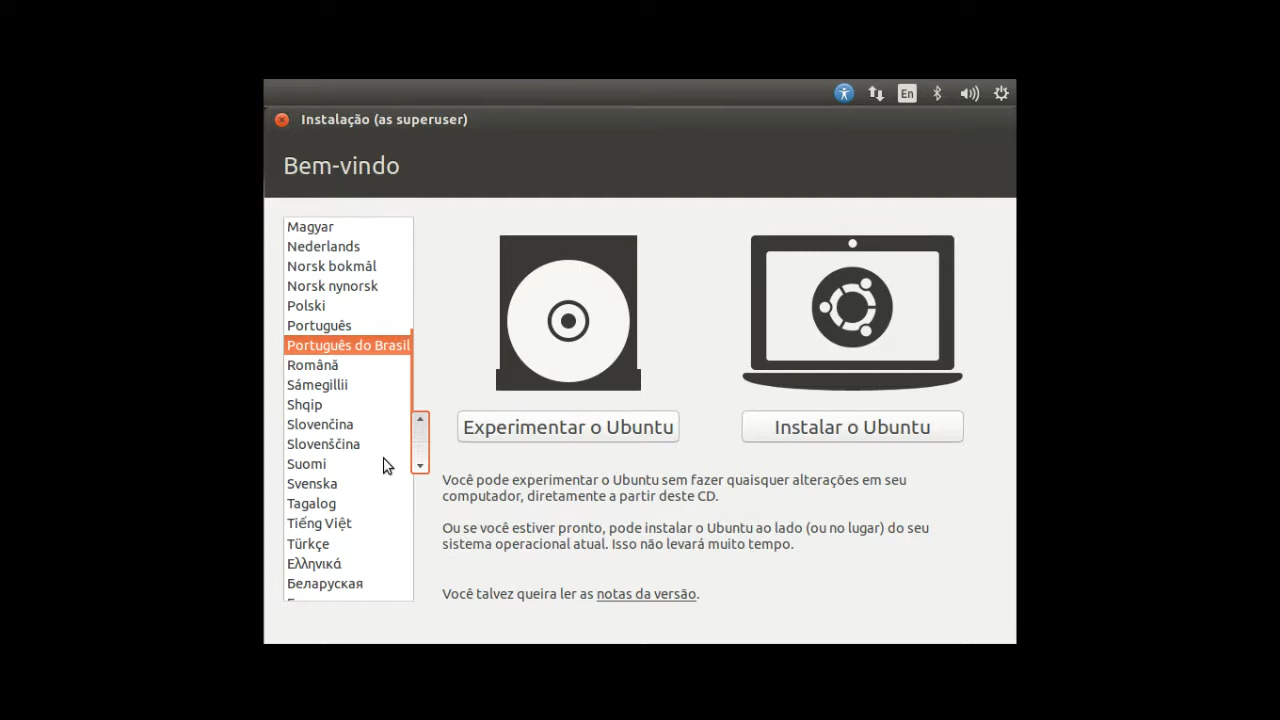 En
Instalação (as superuser)
Bem-vindo
Magyar
Nederlands
Norsk bokmål
Norsk nynorsk
Polski
Português
Português do Brasil
Română
Sámegillii
Shqip
Slovenčina
Slovenščina
Suomi
Svenska
Tagalog
Tiếng Việt
Türkçe
Ελληνικά
Беларуская
Experimentar o Ubuntu
Instalar o Ubuntu
Você pode experimentar o Ubuntu sem fazer quaisquer alterações em seu
computador, diretamente a partir deste CD.
Ou se você estiver pronto, pode instalar o Ubuntu ao lado (ou no lugar) do seu
sistema operacional atual. Isso não levará muito tempo.
Você talvez queira ler as notas da versão.